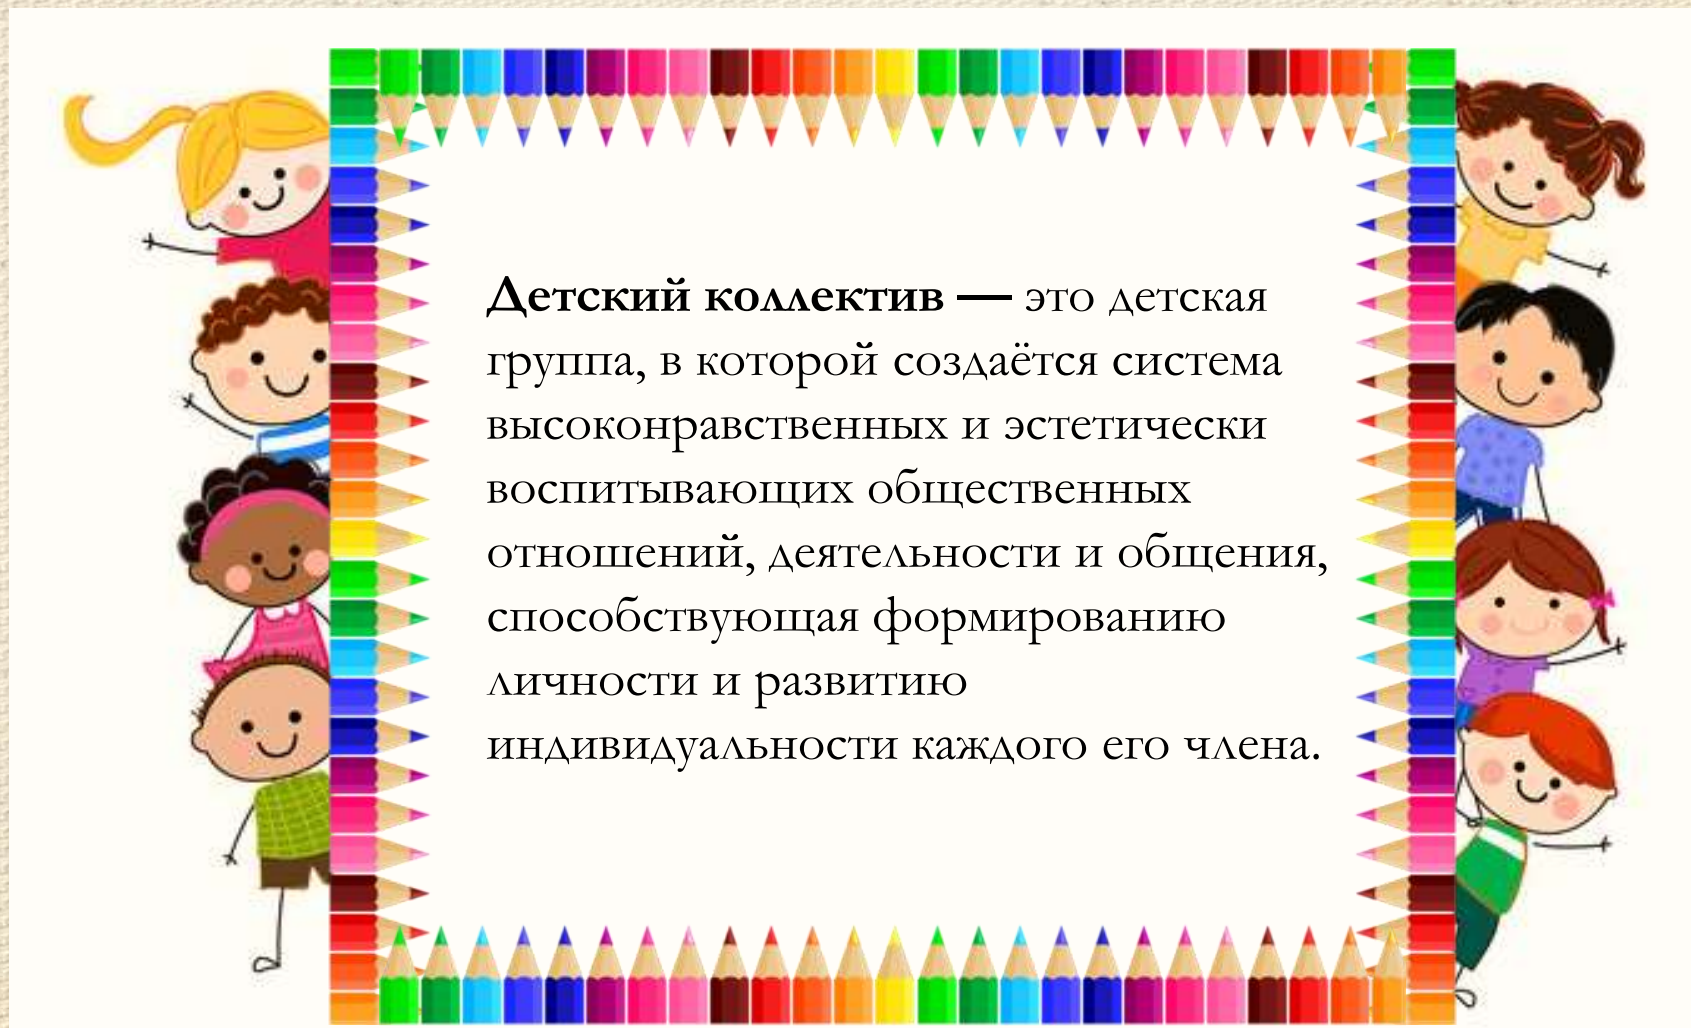 Детский коллектив — это детская
группа, в которой создаётся система
высоконравственных и эстетически
воспитывающих общественных
отношений, деятельности и общения,
способствующая формированию
личности и развитию
индивидуальности каждого его члена.